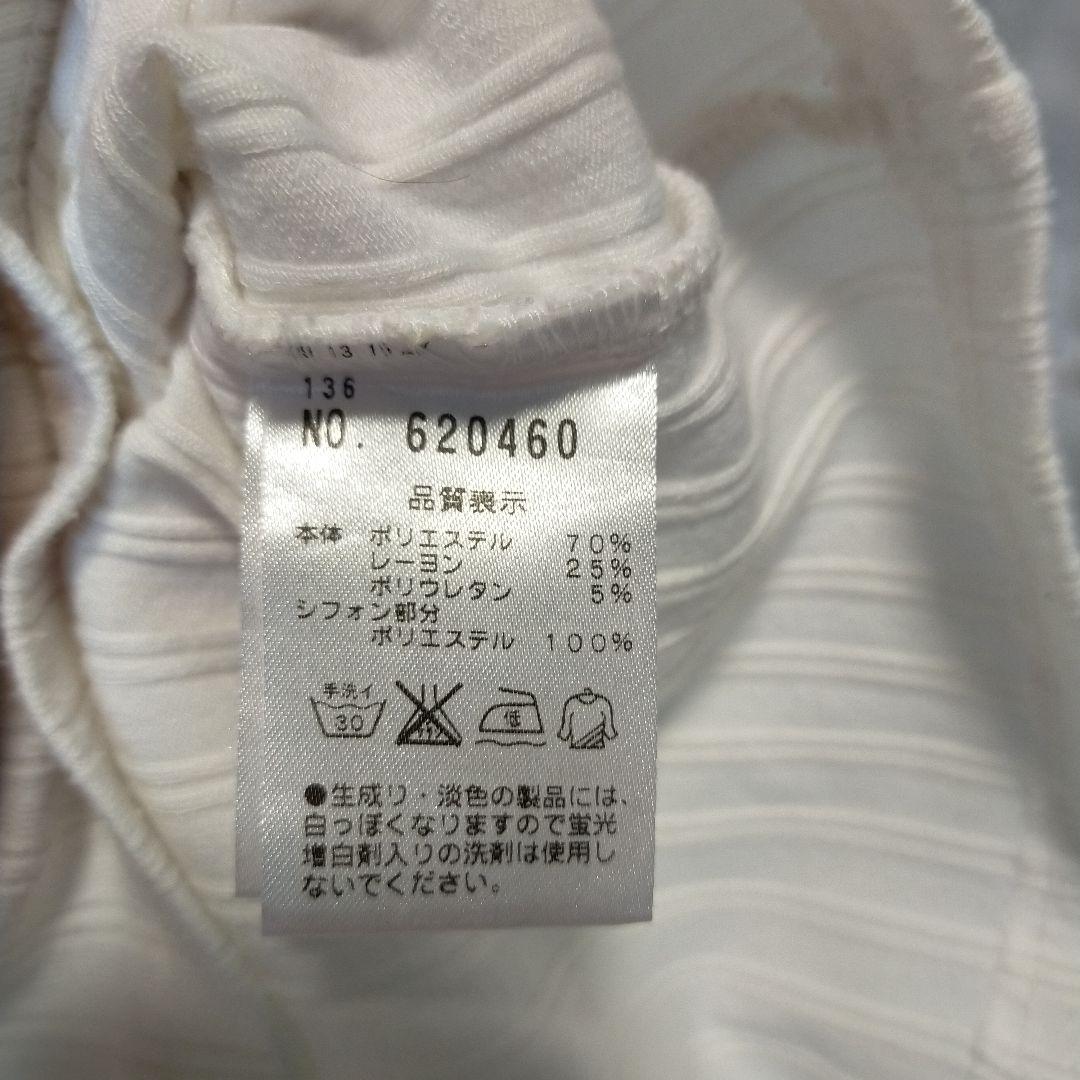 136
NO. 620460
品質表示
本体 ポリエステル 70%
レーヨン 25%
ポリウレタン 5%
シフォン部分
ポリエステル 100%
手洗イ
30
低
●生成り・淡色の製品には、
白っぽくなりますので蛍光
増白剤入りの洗剤は使用し
ないでください。